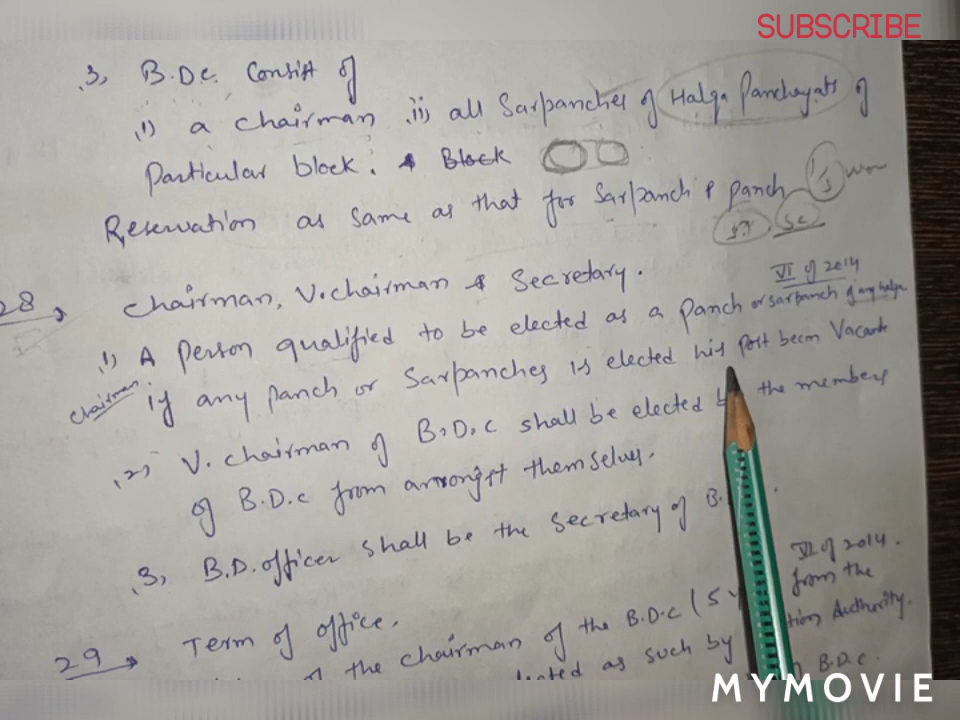 SUBSCRIBE
3, B.D.C. Consist of
(1) a chairman (ii) all Sarpanches of Halqa Panchayats of
Particular block. Block
Reservation as same as that for Sarpanch & panch 1/3 wom
ST SC
28 Chairman, V.chairman & Secretary.
VI of 2014
(1) A person qualified to be elected as a Panch or sarpanch of any halqa
Chairman if any panch or Sarpanches is elected his post becm Vacant
(2) V. chairman of B.D.C shall be elected the members
of B.D.C from amongst themselves.
(3, B.D. officer shall be the Secretary of B.
29 Term of office.
VI of 2014.
the chairman of the B.D.C (5 from the
as such by Authority.
B.D.C.
MYMOVIE